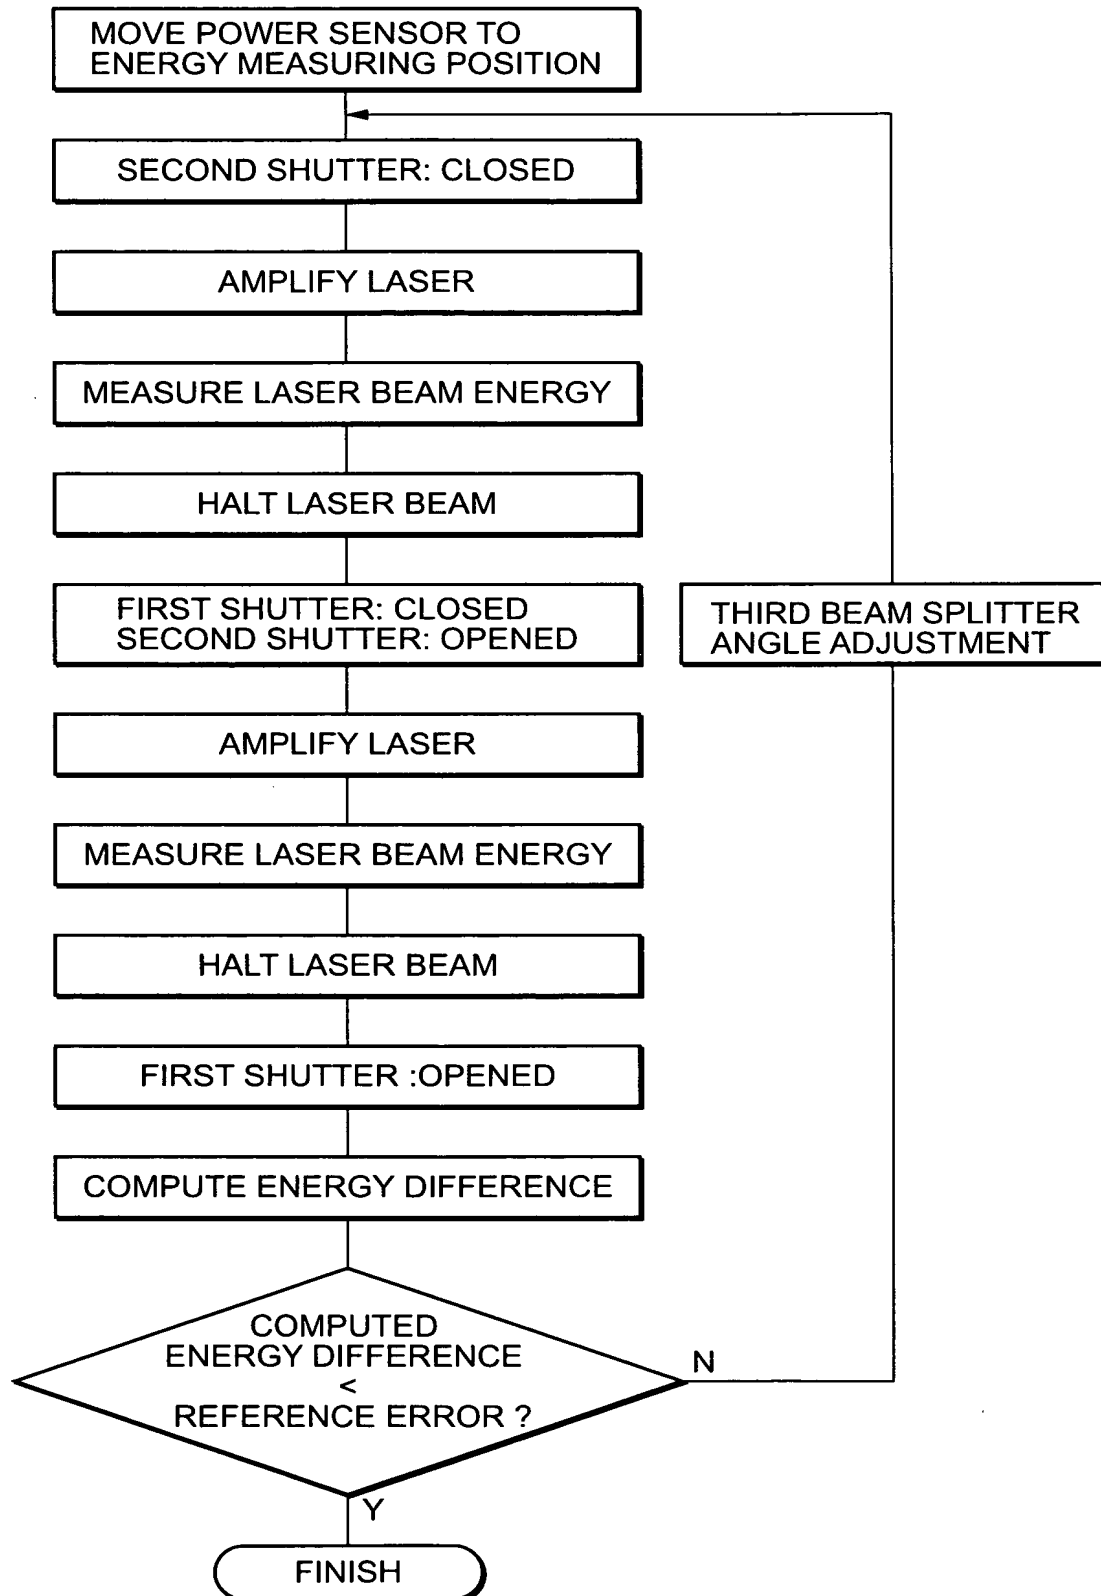 MOVE POWER SENSOR TO
ENERGY MEASURING POSITION
SECOND SHUTTER: CLOSED
AMPLIFY LASER
MEASURE LASER BEAM ENERGY
HALT LASER BEAM
FIRST SHUTTER: CLOSED
SECOND SHUTTER: OPENED
THIRD BEAM SPLITTER
ANGLE ADJUSTMENT
AMPLIFY LASER
MEASURE LASER BEAM ENERGY
HALT LASER BEAM
FIRST SHUTTER :OPENED
COMPUTE ENERGY DIFFERENCE
COMPUTED
ENERGY DIFFERENCE
<
REFERENCE ERROR ?
N
Y
FINISH